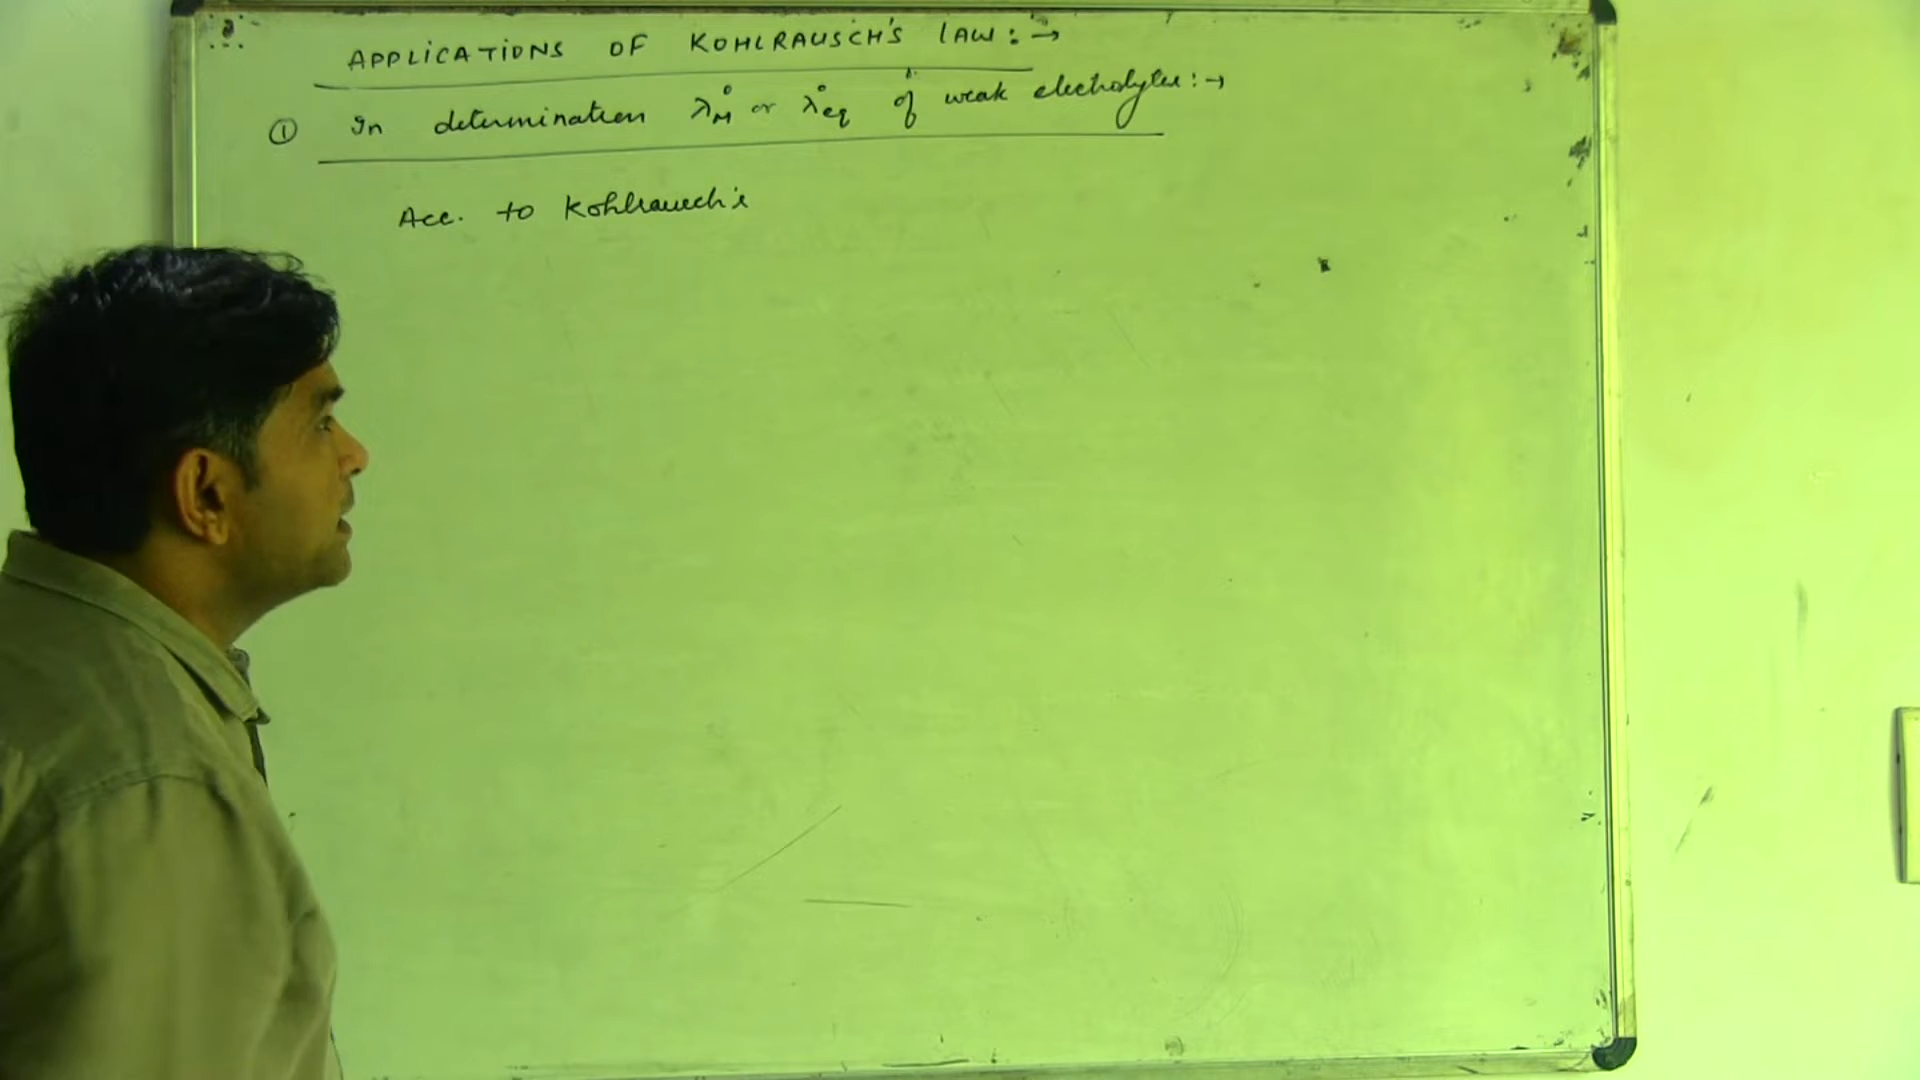 APPLICATIONS OF KOHLRAUSCH'S LAW :→
① In determination λ°M or λ°eq of weak electrolytes :→
Acc. to Kohlrausch's